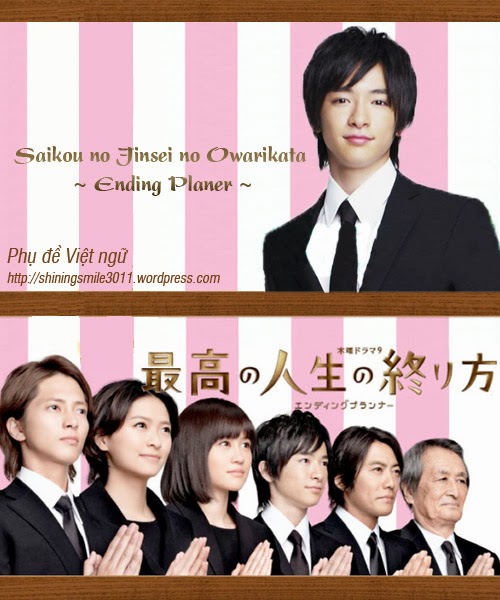 Saikou no Jinsei no Owarikata
~ Ending Planer ~
Phụ đề Việt ngữ
http://shiningsmile3011.wordpress.com
木曜ドラマ9
最高の人生の終り方
エンディングプランナー